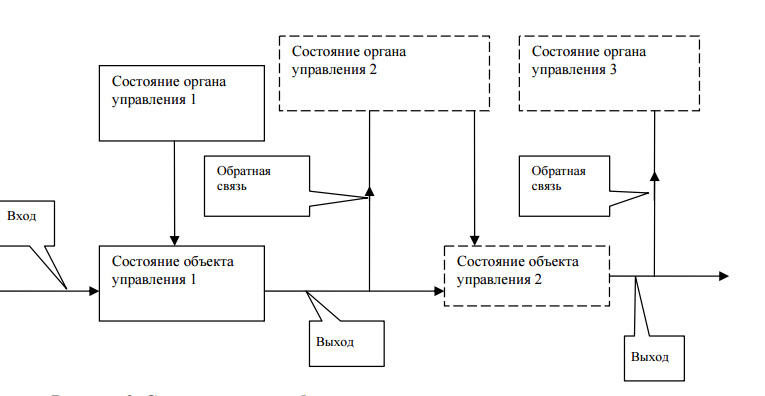 Состояние органа
управления 2
Состояние органа
управления 3
Состояние органа
управления 1
Обратная
связь
Обратная
связь
Вход
Состояние объекта
управления 1
Состояние объекта
управления 2
Выход
Выход